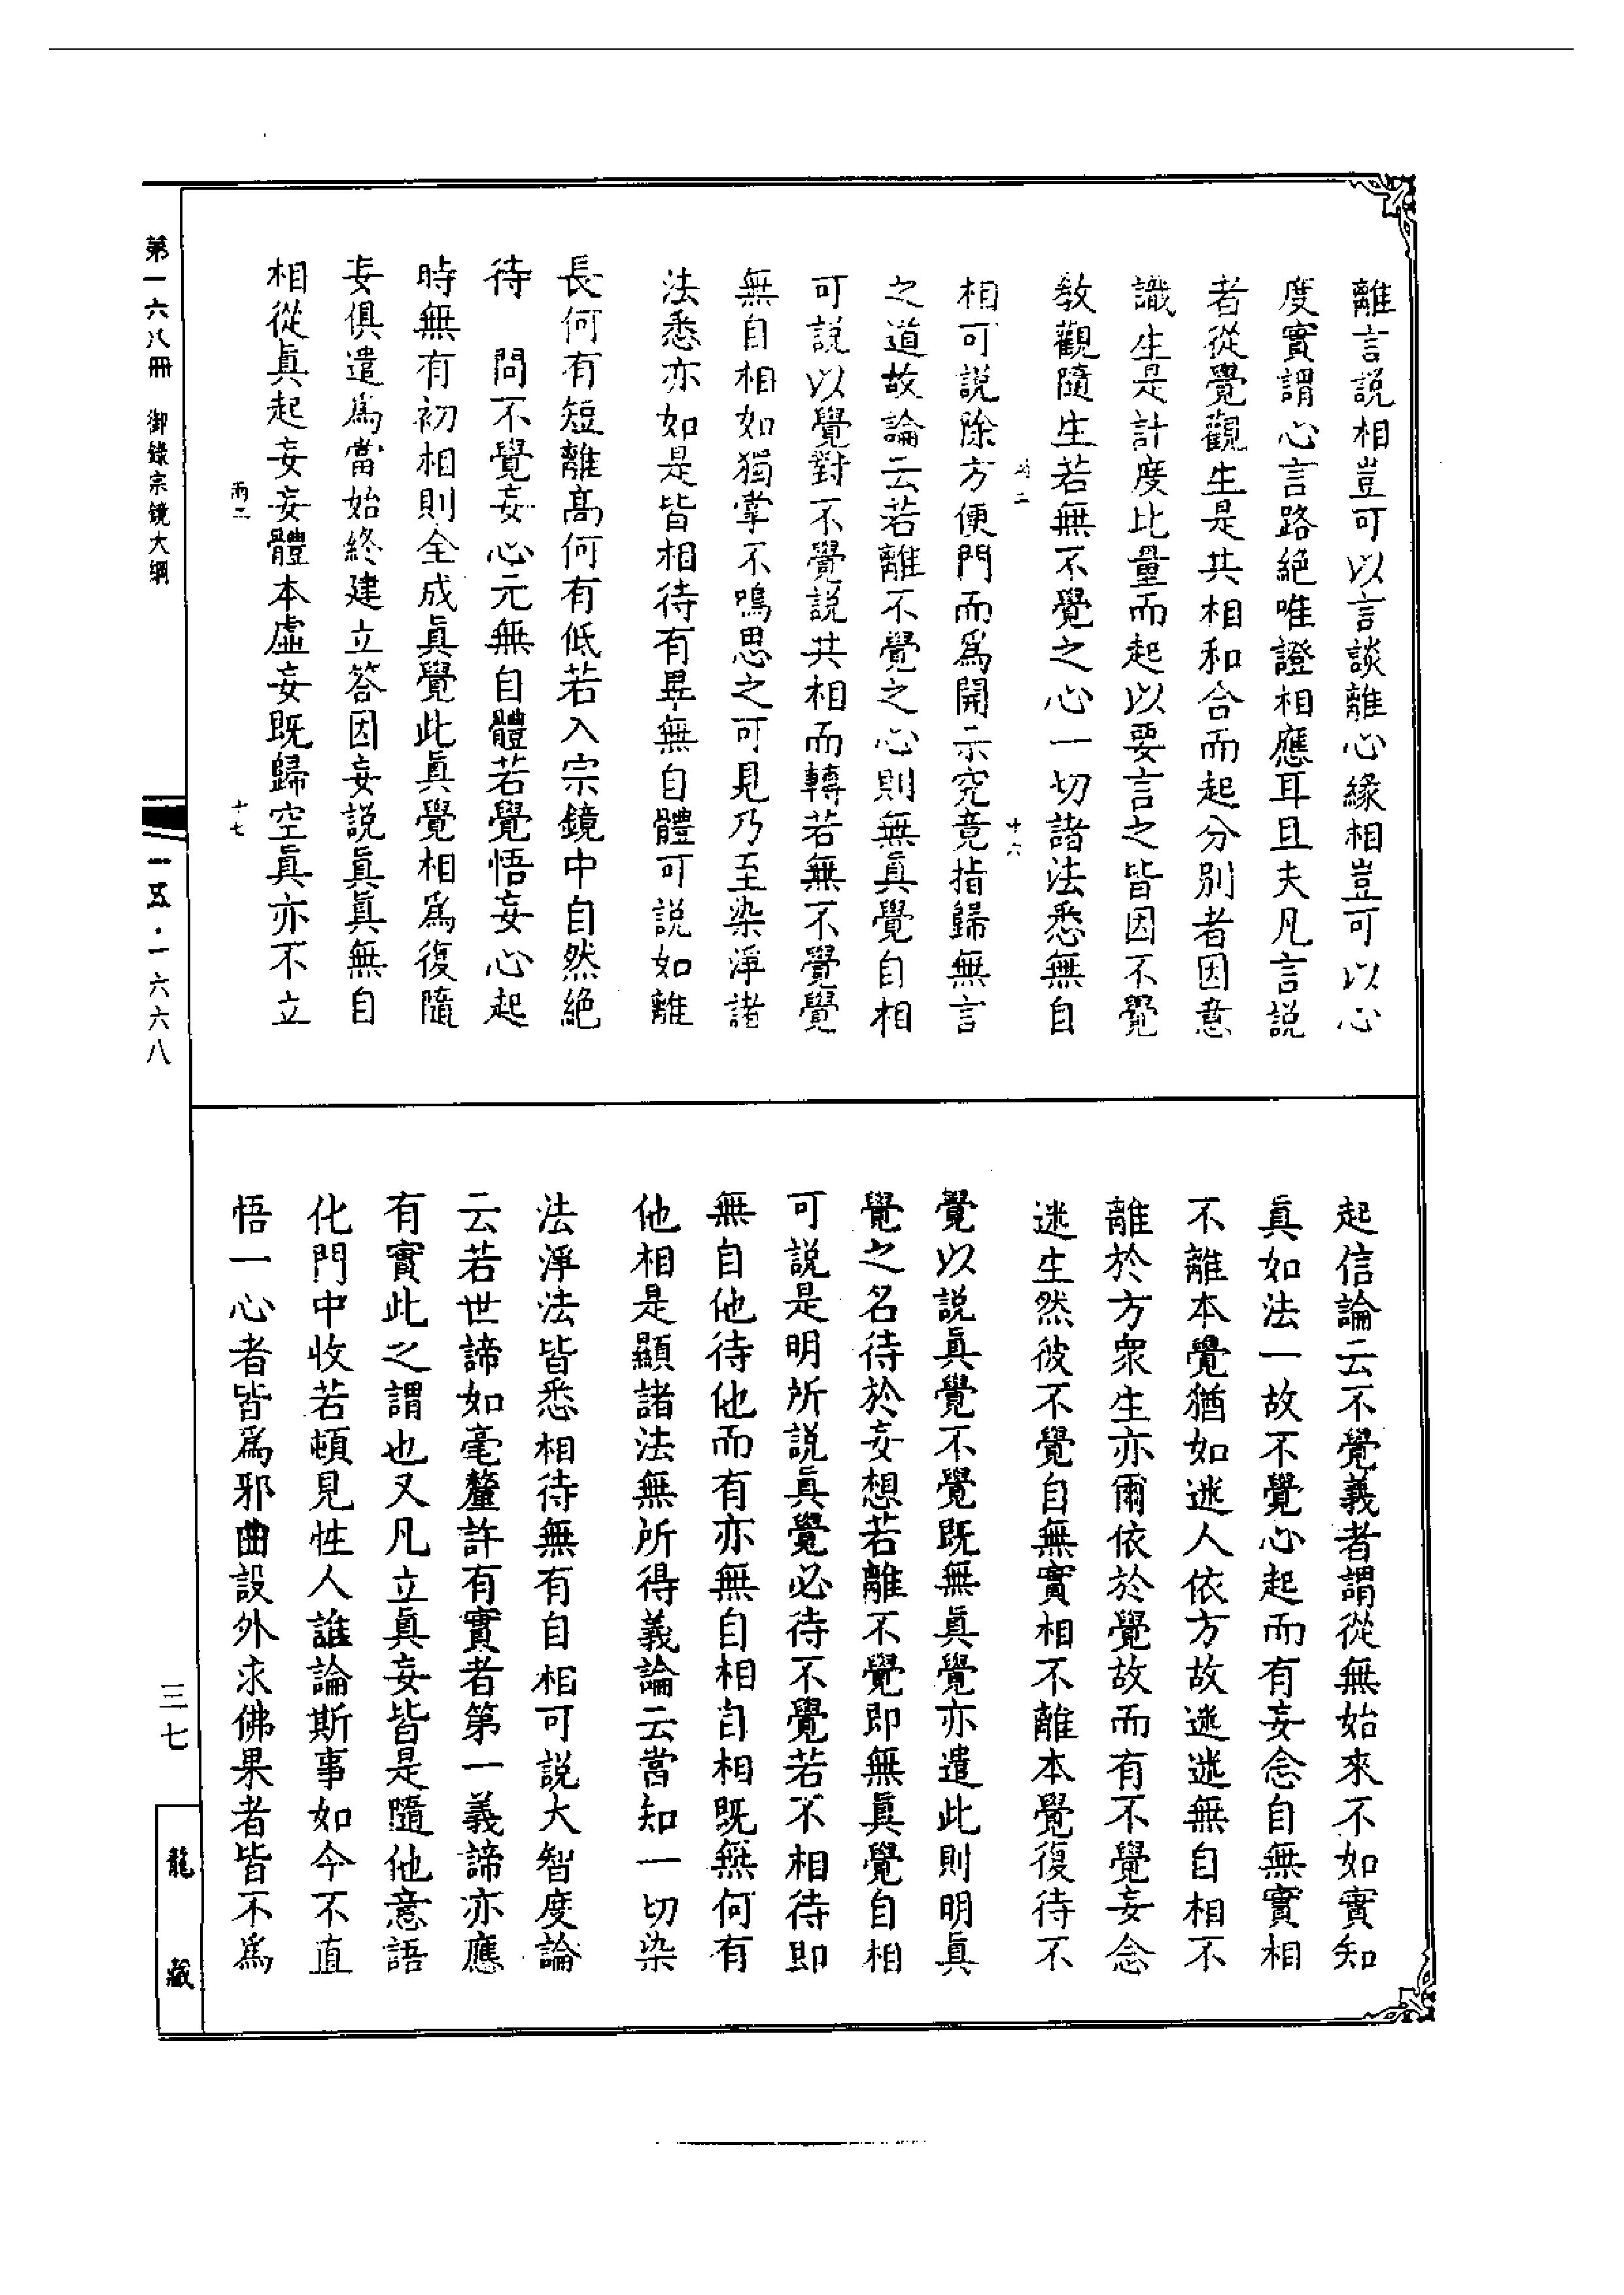 離言説相豈可以言談離心緣相豈可以心
度實謂心言路絶唯證相應耳且夫凡言説
者從覺觀生是共相和合而起分別者因意
識生是計度比量而起以要言之皆因不覺
教觀隨生若無不覺之心一切諸法悉無自
相可説除方便門而爲開示究竟指歸無言
之道故論云若離不覺之心則無眞覺自相
可説以覺對不覺説共相而轉若無不覺覺
無自相如獨掌不鳴思之可見乃至染淨諸
法悉亦如是皆相待有畢無自體可説如離
長何有短離髙何有低若入宗鏡中自然絶
待　問不覺妄心元無自體若覺悟妄心起
時無有初相則全成眞覺此眞覺相爲復隨
妄俱遣爲當始終建立答因妄説眞眞無自
相從眞起妄妄體本虛妄既歸空眞亦不立
起信論云不覺義者謂從無始來不如實知
眞如法一故不覺心起而有妄念自無實相
不離本覺猶如迷人依方故迷迷無自相不
離於方衆生亦爾依於覺故而有不覺妄念
迷生然彼不覺自無實相不離本覺復待不
覺以説眞覺不覺既無眞覺亦遣此則明眞
覺之名待於妄想若離不覺即無眞覺自相
可説是明所説眞覺必待不覺若不相待即
無自他待他而有亦無自相自相既無何有
他相是顯諸法無所得義論云當知一切染
法淨法皆悉相待無有自相可説大智度論
云若世諦如毫釐許有實者第一義諦亦應
有實此之謂也又凡立眞妄皆是隨他意語
化門中收若頓見性人誰論斯事如今不直
悟一心者皆爲邪曲設外求佛果者皆不爲
十六
兩二
十七
第一六八冊　御錄宗鏡大綱
一五·一六六八
三七
龍藏